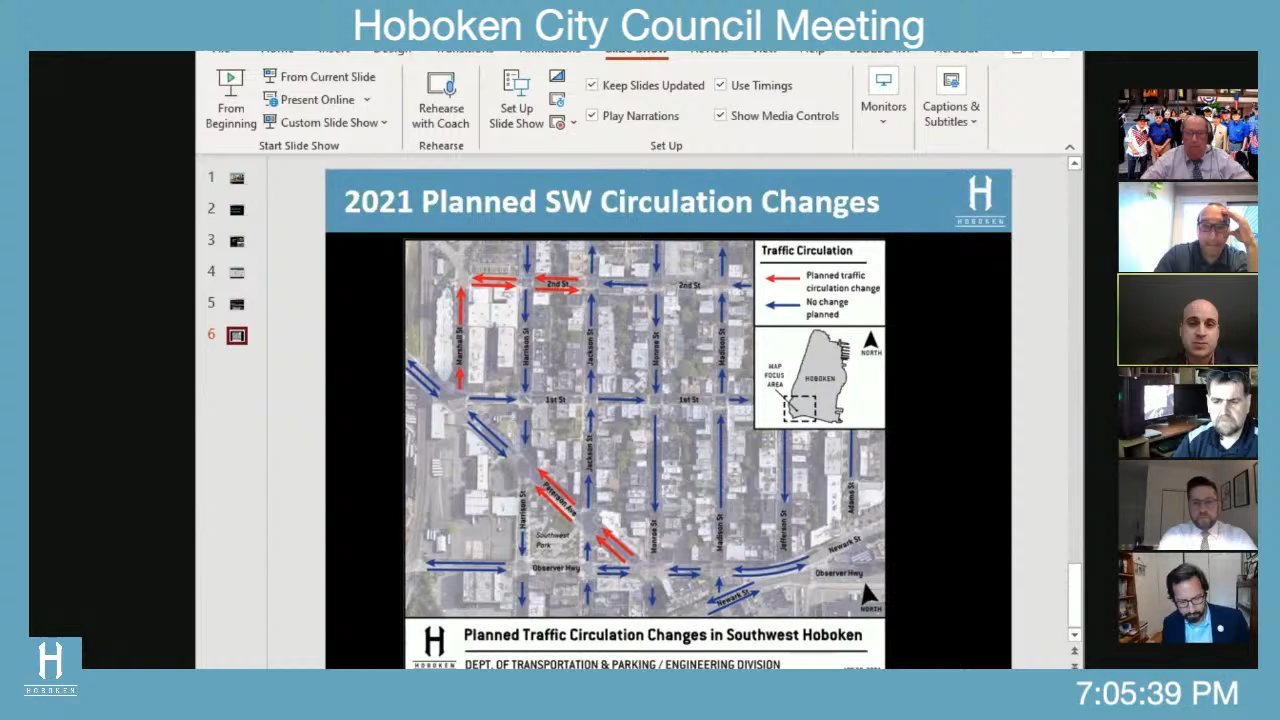 Hoboken City Council Meeting
From Current Slide
Present Online
Custom Slide Show
From
Beginning
Start Slide Show
Rehearse
with Coach
Rehearse
Set Up
Slide Show
Keep Slides Updated
Use Timings
Play Narrations
Show Media Controls
Set Up
Monitors
Captions &
Subtitles
1
2
3
4
5
6
2021 Planned SW Circulation Changes
H
HOBOKEN
Traffic Circulation
Planned traffic
circulation change
No change
planned
NORTH
MAP
FOCUS
AREA
HOBOKEN
2nd St
2nd St
Marshall St
Harrison St
Jackson St
Monroe St
Madison St
1st St
1st St
Jackson St
Harrison St
Paterson Ave
Southwest
Park
Monroe St
Madison St
Jefferson St
Adams St
Newark St
Observer Hwy
Observer Hwy
Newark St
NORTH
H
HOBOKEN
Planned Traffic Circulation Changes in Southwest Hoboken
DEPT. OF TRANSPORTATION & PARKING / ENGINEERING DIVISION
H
HOBOKEN
7:05:39 PM